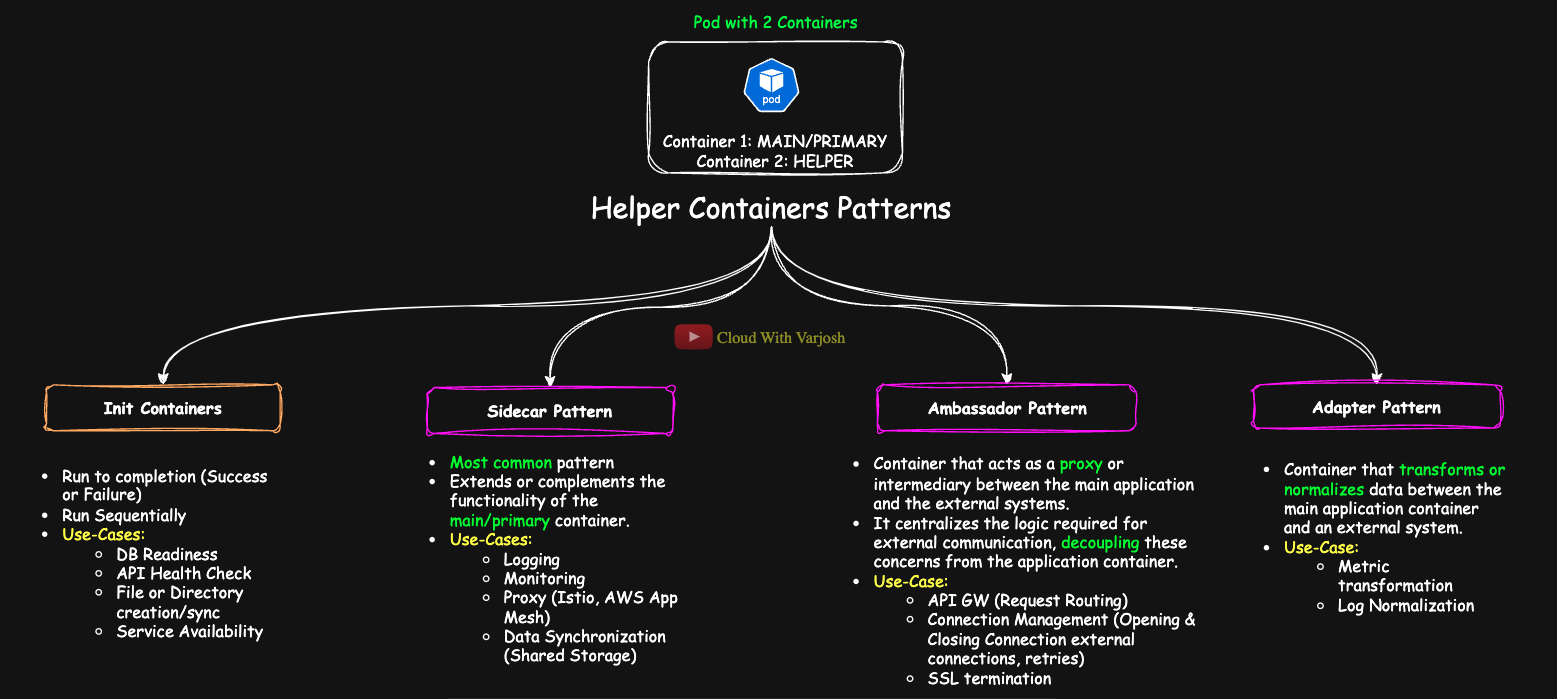 Pod with 2 Containers
pod
Container 1: MAIN/PRIMARY
Container 2: HELPER
Helper Containers Patterns
Cloud With Varjosh
Init Containers
• Run to completion (Success
or Failure)
• Run Sequentially
• Use-Cases:
○ DB Readiness
○ API Health Check
○ File or Directory
creation/sync
○ Service Availability
Sidecar Pattern
• Most common pattern
• Extends or complements the
functionality of the
main/primary container.
• Use-Cases:
○ Logging
○ Monitoring
○ Proxy (Istio, AWS App
Mesh)
○ Data Synchronization
(Shared Storage)
Ambassador Pattern
• Container that acts as a proxy or
intermediary between the main application
and the external systems.
• It centralizes the logic required for
external communication, decoupling these
concerns from the application container.
• Use-Case:
○ API GW (Request Routing)
○ Connection Management (Opening &
Closing Connection external
connections, retries)
○ SSL termination
Adapter Pattern
• Container that transforms or
normalizes data between the
main application container
and an external system.
• Use-Case:
○ Metric
transformation
○ Log Normalization